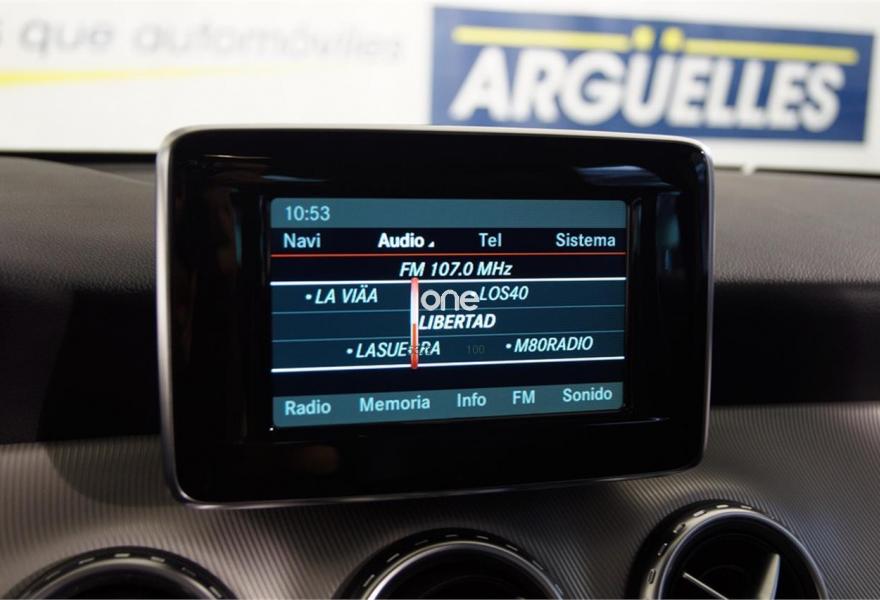 s que automóviles
ARGÜELLES
10:53
Navi Audio Tel Sistema
FM 107.0 MHz
•LA VIÄA one LOS40
LIBERTAD
100
•M80RADIO
Radio Memoria Info FM Sonido